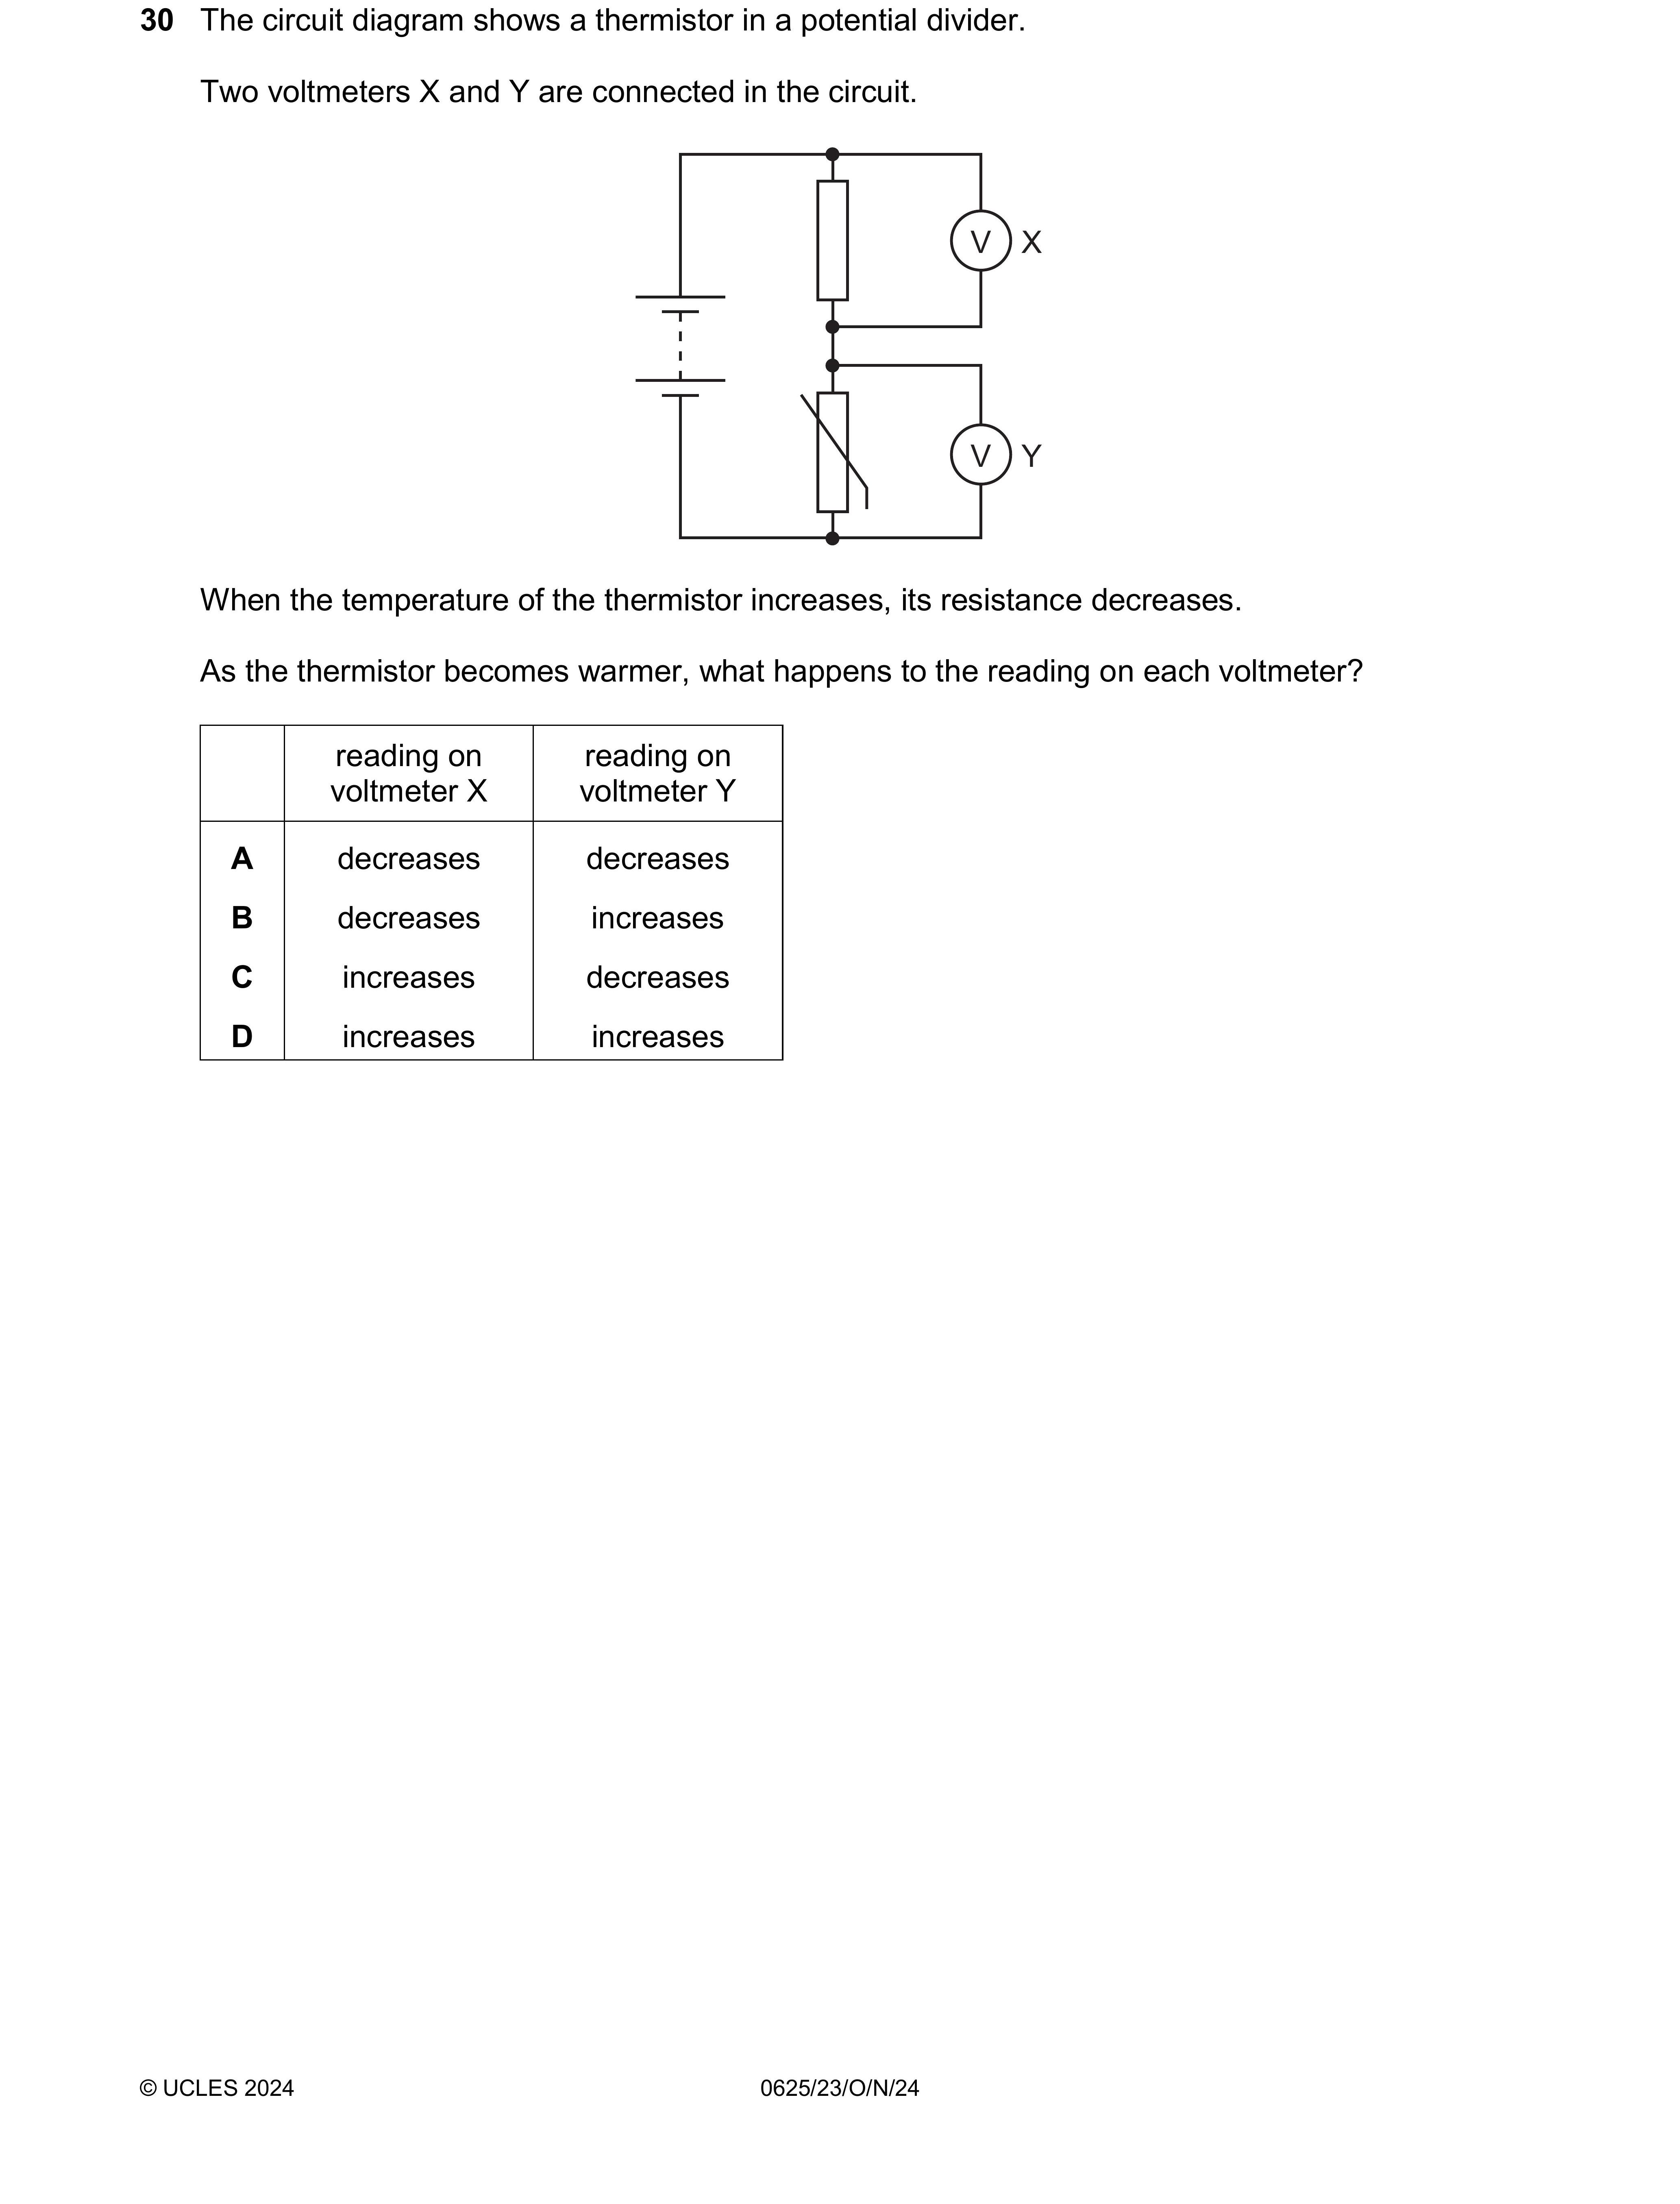 30 The circuit diagram shows a thermistor in a potential divider.
Two voltmeters X and Y are connected in the circuit.
V X
V Y
When the temperature of the thermistor increases, its resistance decreases.
As the thermistor becomes warmer, what happens to the reading on each voltmeter?
reading on voltmeter X reading on voltmeter Y
A decreases decreases
B decreases increases
C increases decreases
D increases increases
© UCLES 2024 0625/23/O/N/24